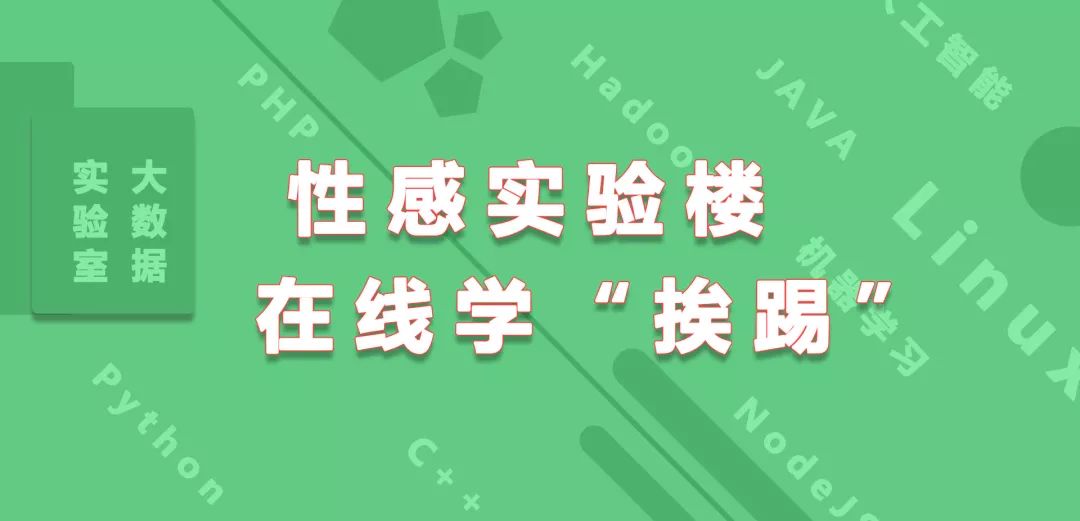 人工智能
PHP
Hadoo
JAVA
大数据
实验室
性感实验楼
Linux
机器学习
在线学“挨踢”
Python
C++
NodeJs